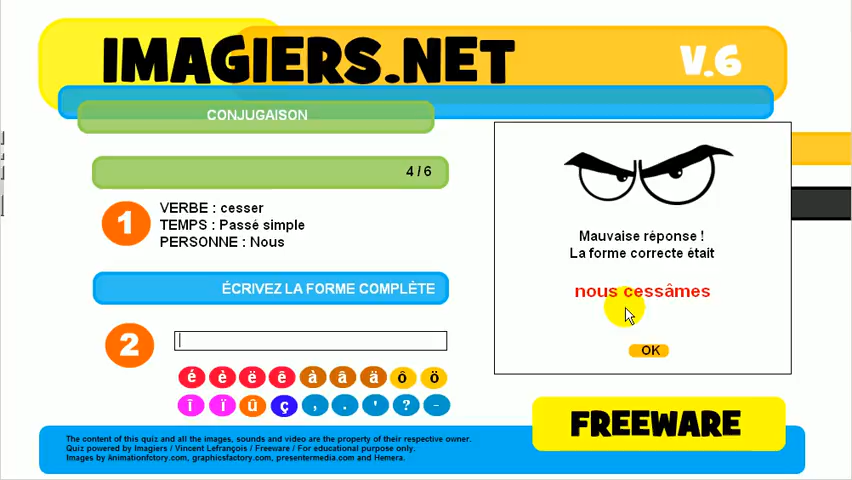 IMAGIERS.NET
V.6
CONJUGAISON
4 / 6
1
VERBE : cesser
TEMPS : Passé simple
PERSONNE : Nous
ÉCRIVEZ LA FORME COMPLÈTE
2
é è ë ê à â ä ô ö
î ï û ç , . ' ? -
Mauvaise réponse !
La forme correcte était
nous cessâmes
OK
FREEWARE
The content of this quiz and all the images, sounds and video are the property of their respective owner.
Quiz powered by Imagiers / Vincent Lefrançois / Freeware / For educational purpose only.
Images by Animationfctory.com, graphicsfactory.com, presentermedia.com and Hemera.